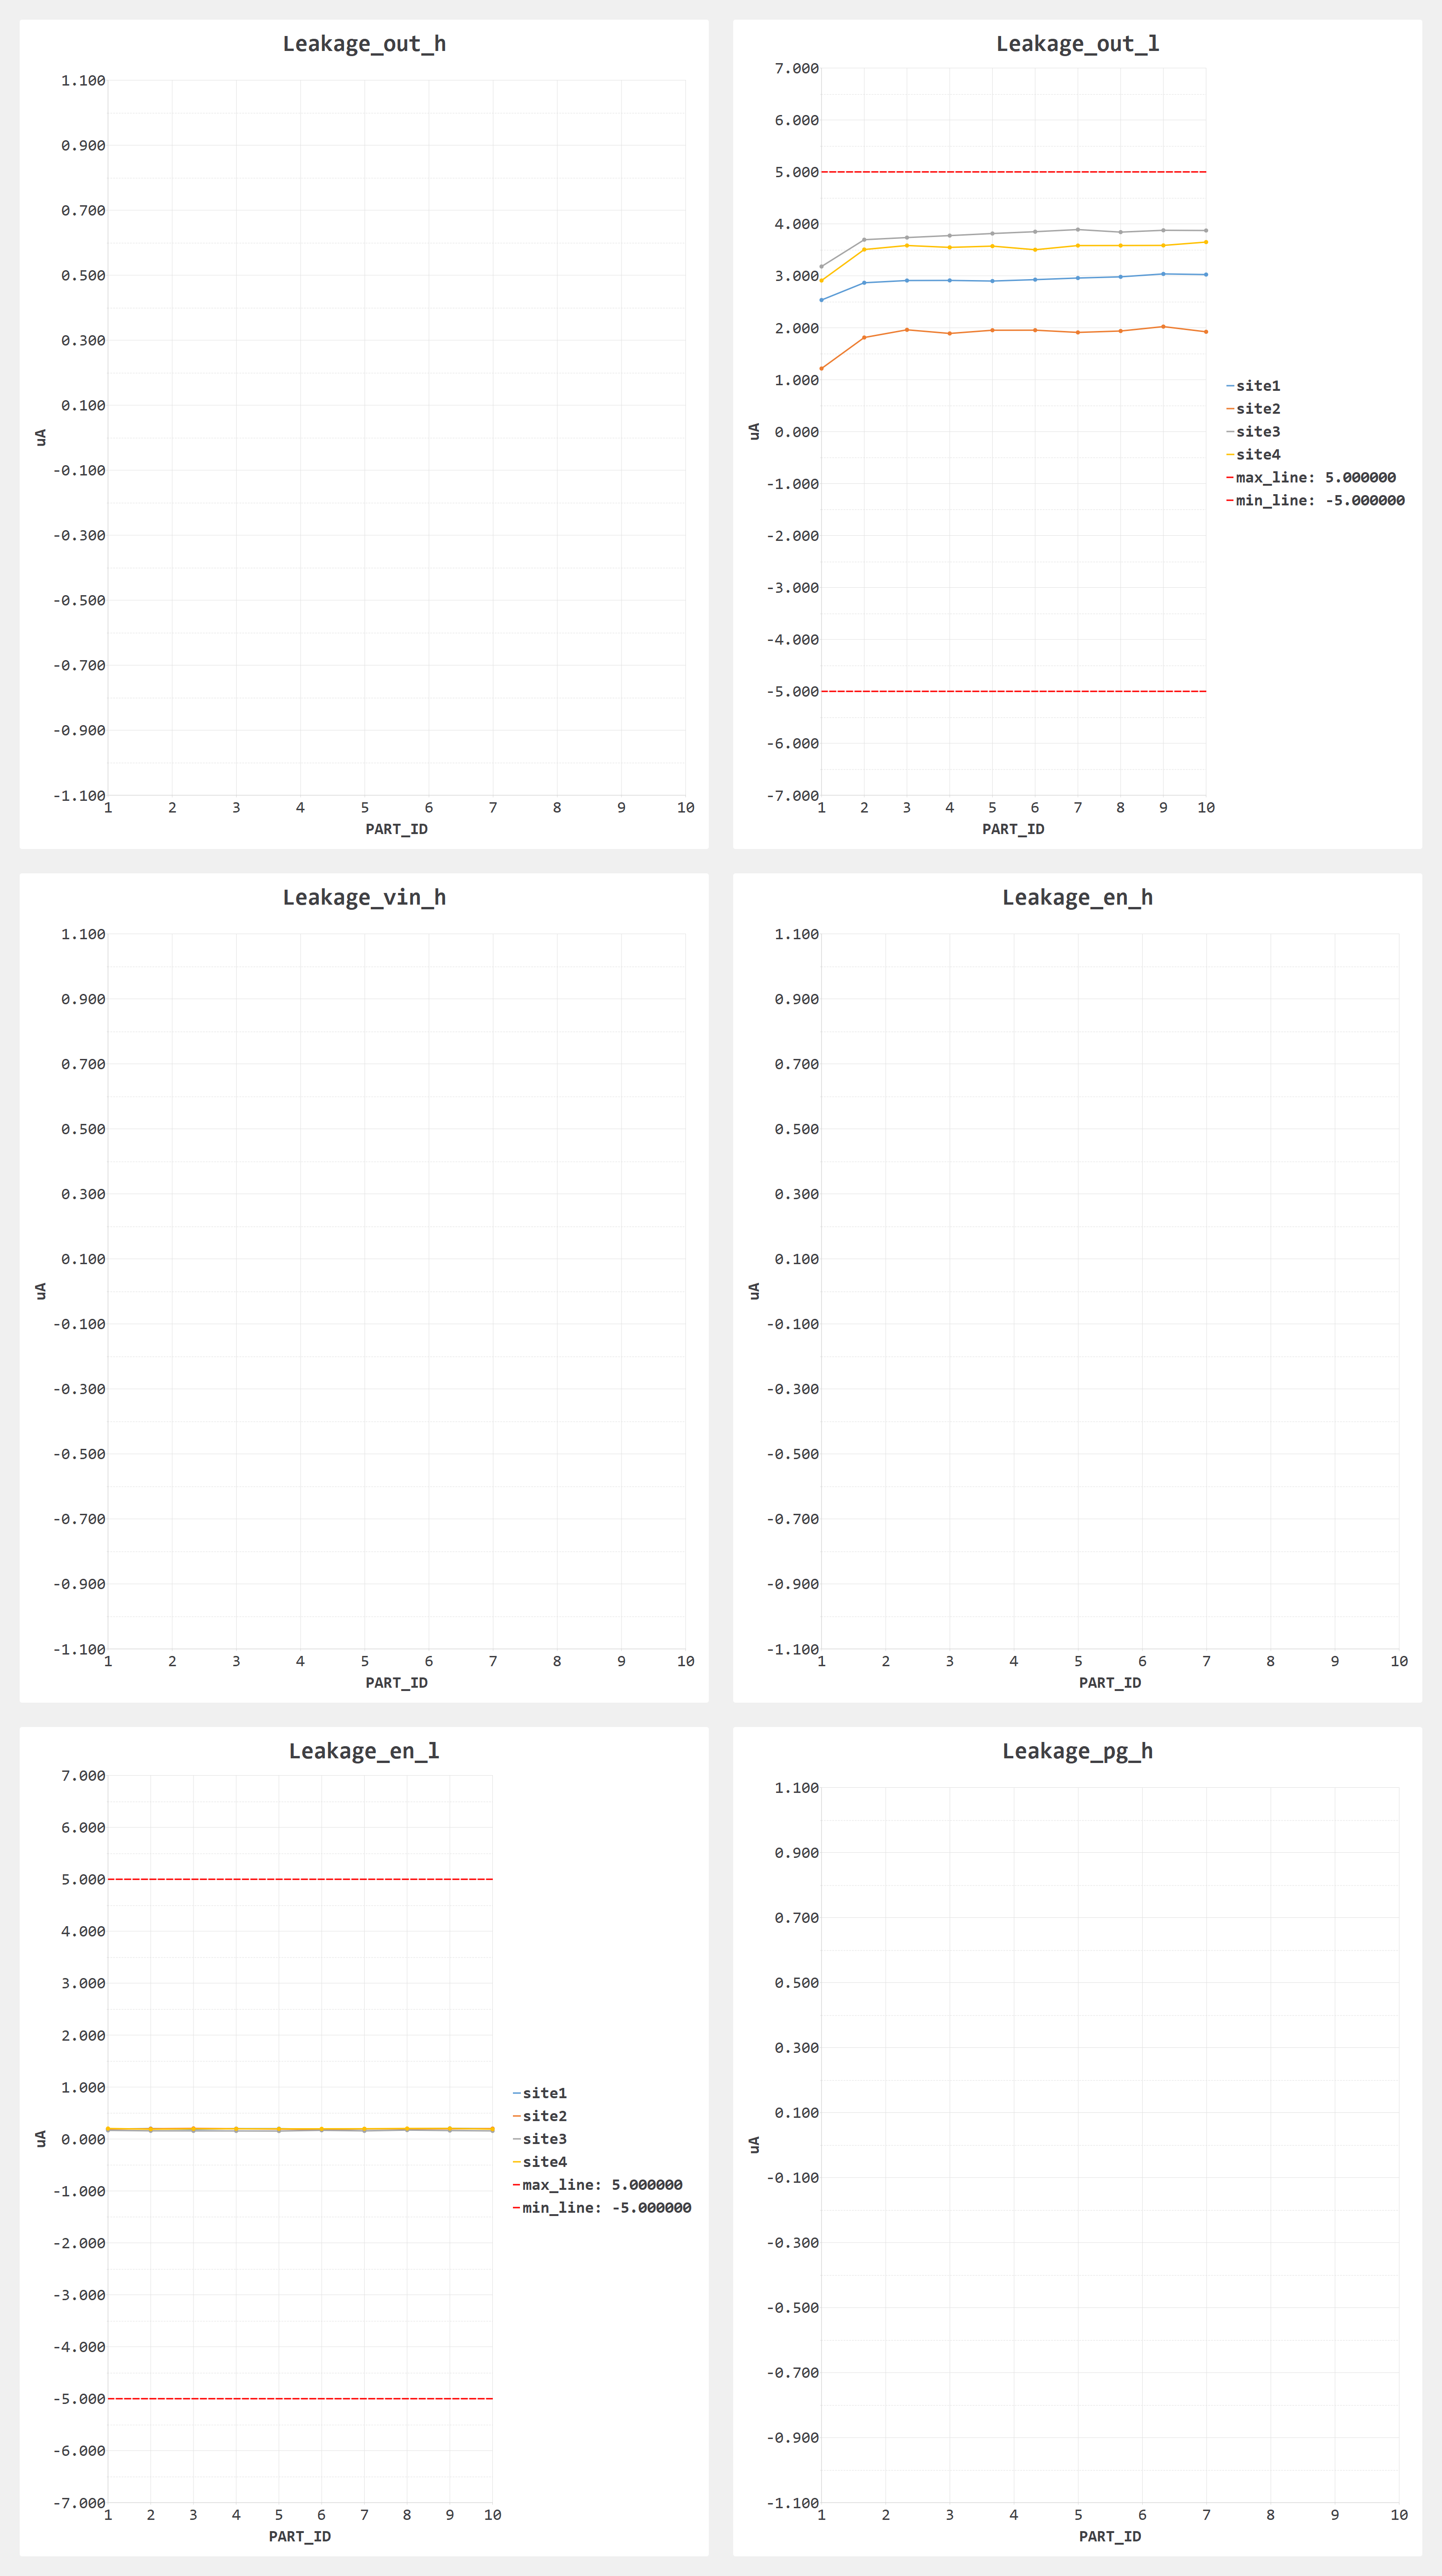 Leakage_out_h
1.100
0.900
0.700
0.500
0.300
0.100
-0.100
-0.300
-0.500
-0.700
-0.900
-1.100
uA
1 2 3 4 5 6 7 8 9 10
PART_ID
Leakage_out_l
7.000
6.000
5.000
4.000
3.000
2.000
1.000
0.000
-1.000
-2.000
-3.000
-4.000
-5.000
-6.000
-7.000
uA
1 2 3 4 5 6 7 8 9 10
PART_ID
site1
site2
site3
site4
max_line: 5.000000
min_line: -5.000000
Leakage_vin_h
1.100
0.900
0.700
0.500
0.300
0.100
-0.100
-0.300
-0.500
-0.700
-0.900
-1.100
uA
1 2 3 4 5 6 7 8 9 10
PART_ID
Leakage_en_h
1.100
0.900
0.700
0.500
0.300
0.100
-0.100
-0.300
-0.500
-0.700
-0.900
-1.100
uA
1 2 3 4 5 6 7 8 9 10
PART_ID
Leakage_en_l
7.000
6.000
5.000
4.000
3.000
2.000
1.000
0.000
-1.000
-2.000
-3.000
-4.000
-5.000
-6.000
-7.000
uA
1 2 3 4 5 6 7 8 9 10
PART_ID
site1
site2
site3
site4
max_line: 5.000000
min_line: -5.000000
Leakage_pg_h
1.100
0.900
0.700
0.500
0.300
0.100
-0.100
-0.300
-0.500
-0.700
-0.900
-1.100
uA
1 2 3 4 5 6 7 8 9 10
PART_ID